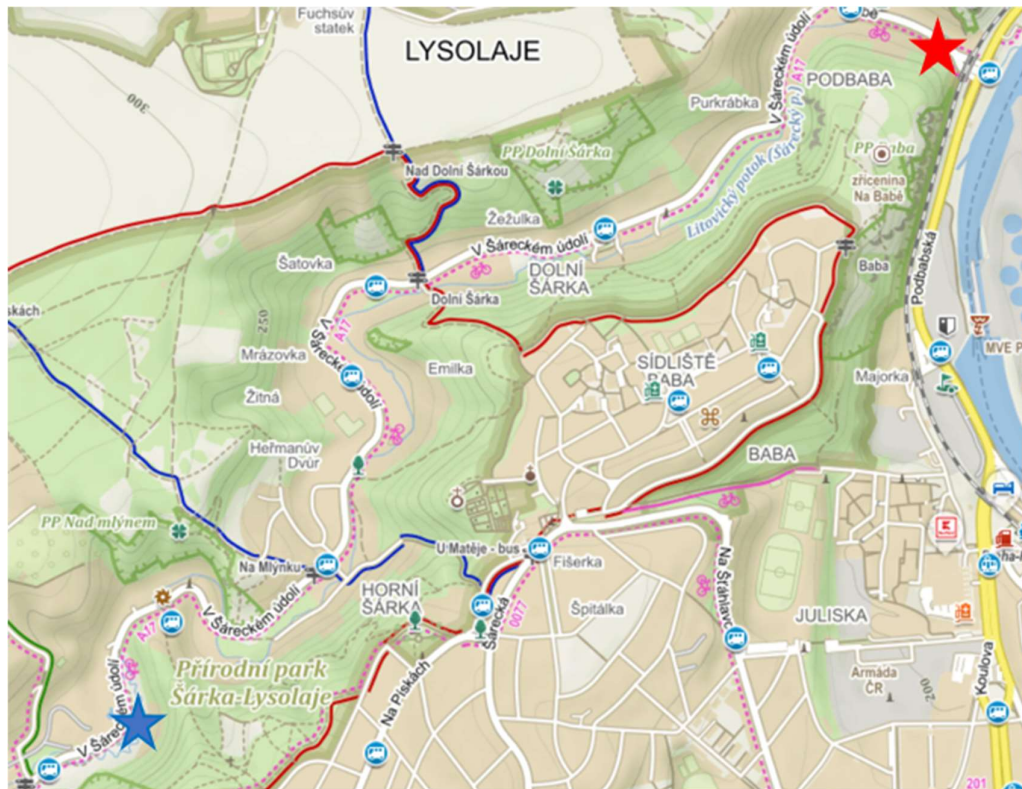 Fuchsův
statek
LYSOLAJE
300
V Šáreckém údolí
A17
PODBABA
Purkrábka
PP Dolní Šárka
PP Baba
zřícenina
Na Babě
Nad Dolní Šárkou
Žežulka
Litovický potok (Šárecký p.)
V Šáreckém údolí
Šatovka
DOLNÍ
ŠÁRKA
Baba
Podbabská
Dolní Šárka
skách
250
V Šáreckém údolí
A17
MVE P
Mrázovka
Emilka
SÍDLIŠTĚ
BABA
Majorka
Žitná
Heřmanův
Dvůr
BABA
PP Nad mlýnem
U Matěje - bus
Fišerka
Na Mlýnku
HORNÍ
ŠÁRKA
Šárecká
0077
Špitálka
Na Šťáhlavce
JULISKA
V Šáreckém údolí
A77
Přírodní park
Šárka-Lysolaje
Na Pískách
Armáda
ČR
200
Koulova
V Šáreckém údolí
201